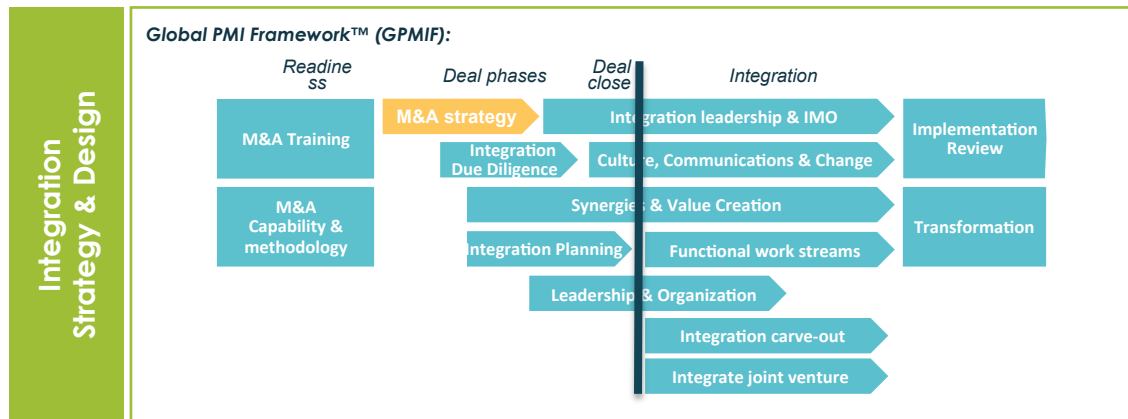 Integration
Strategy & Design
Global PMI Framework™ (GPMIF):
Readine
ss
Deal phases
Deal
close
Integration
M&A Training
M&A strategy
Integration leadership & IMO
Implementation
Review
Integration
Due Diligence
Culture, Communications & Change
M&A
Capability &
methodology
Synergies & Value Creation
Transformation
Integration Planning
Functional work streams
Leadership & Organization
Integration carve-out
Integrate joint venture